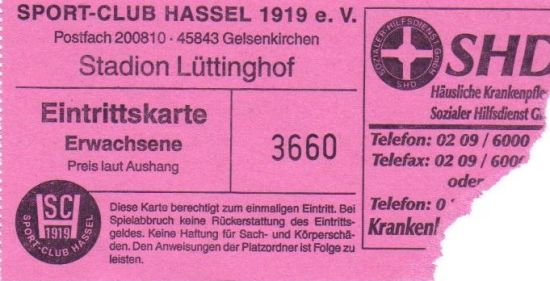 SPORT-CLUB HASSEL 1919 e. V.
Postfach 200810 · 45843 Gelsenkirchen
Stadion Lüttinghof
Eintrittskarte
Erwachsene
Preis laut Aushang
3660
SC
1919
SPORT-CLUB HASSEL
Diese Karte berechtigt zum einmaligen Eintritt. Bei
Spielabbruch keine Rückerstattung des Eintritts-
geldes. Keine Haftung für Sach- und Körperschä-
den. Den Anweisungen der Platzordner ist Folge zu
leisten.
SOZIALER HILFSDIENST GmbH
SHD
SHD
Häusliche Krankenpfle
Sozialer Hilfsdienst G
Telefon: 02 09 / 6000
Telefax: 02 09 / 600
oder
Telefon: 0
Kranken